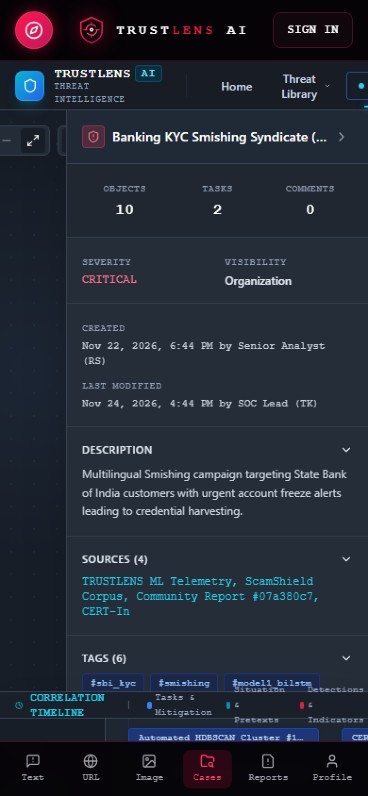 TRUSTLENS AI
SIGN IN
TRUSTLENS AI
THREAT
INTELLIGENCE
Home
Threat
Library
Banking KYC Smishing Syndicate (...
OBJECTS TASKS COMMENTS
10 2 0
SEVERITY VISIBILITY
CRITICAL Organization
CREATED
Nov 22, 2026, 6:44 PM by Senior Analyst
(RS)
LAST MODIFIED
Nov 24, 2026, 4:44 PM by SOC Lead (TK)
DESCRIPTION
Multilingual Smishing campaign targeting State Bank
of India customers with urgent account freeze alerts
leading to credential harvesting.
SOURCES (4)
TRUSTLENS ML Telemetry, ScamShield
Corpus, Community Report #07a380c7,
CERT-In
TAGS (6)
#sbi_kyc #smishing #model1_bilstm
CORRELATION
TIMELINE
Tasks &
Mitigation
Situation
&
Pretexts
Detections
&
Indicators
Automated HDBSCAN Cluster #1…
CER
Text URL Image Cases Reports Profile